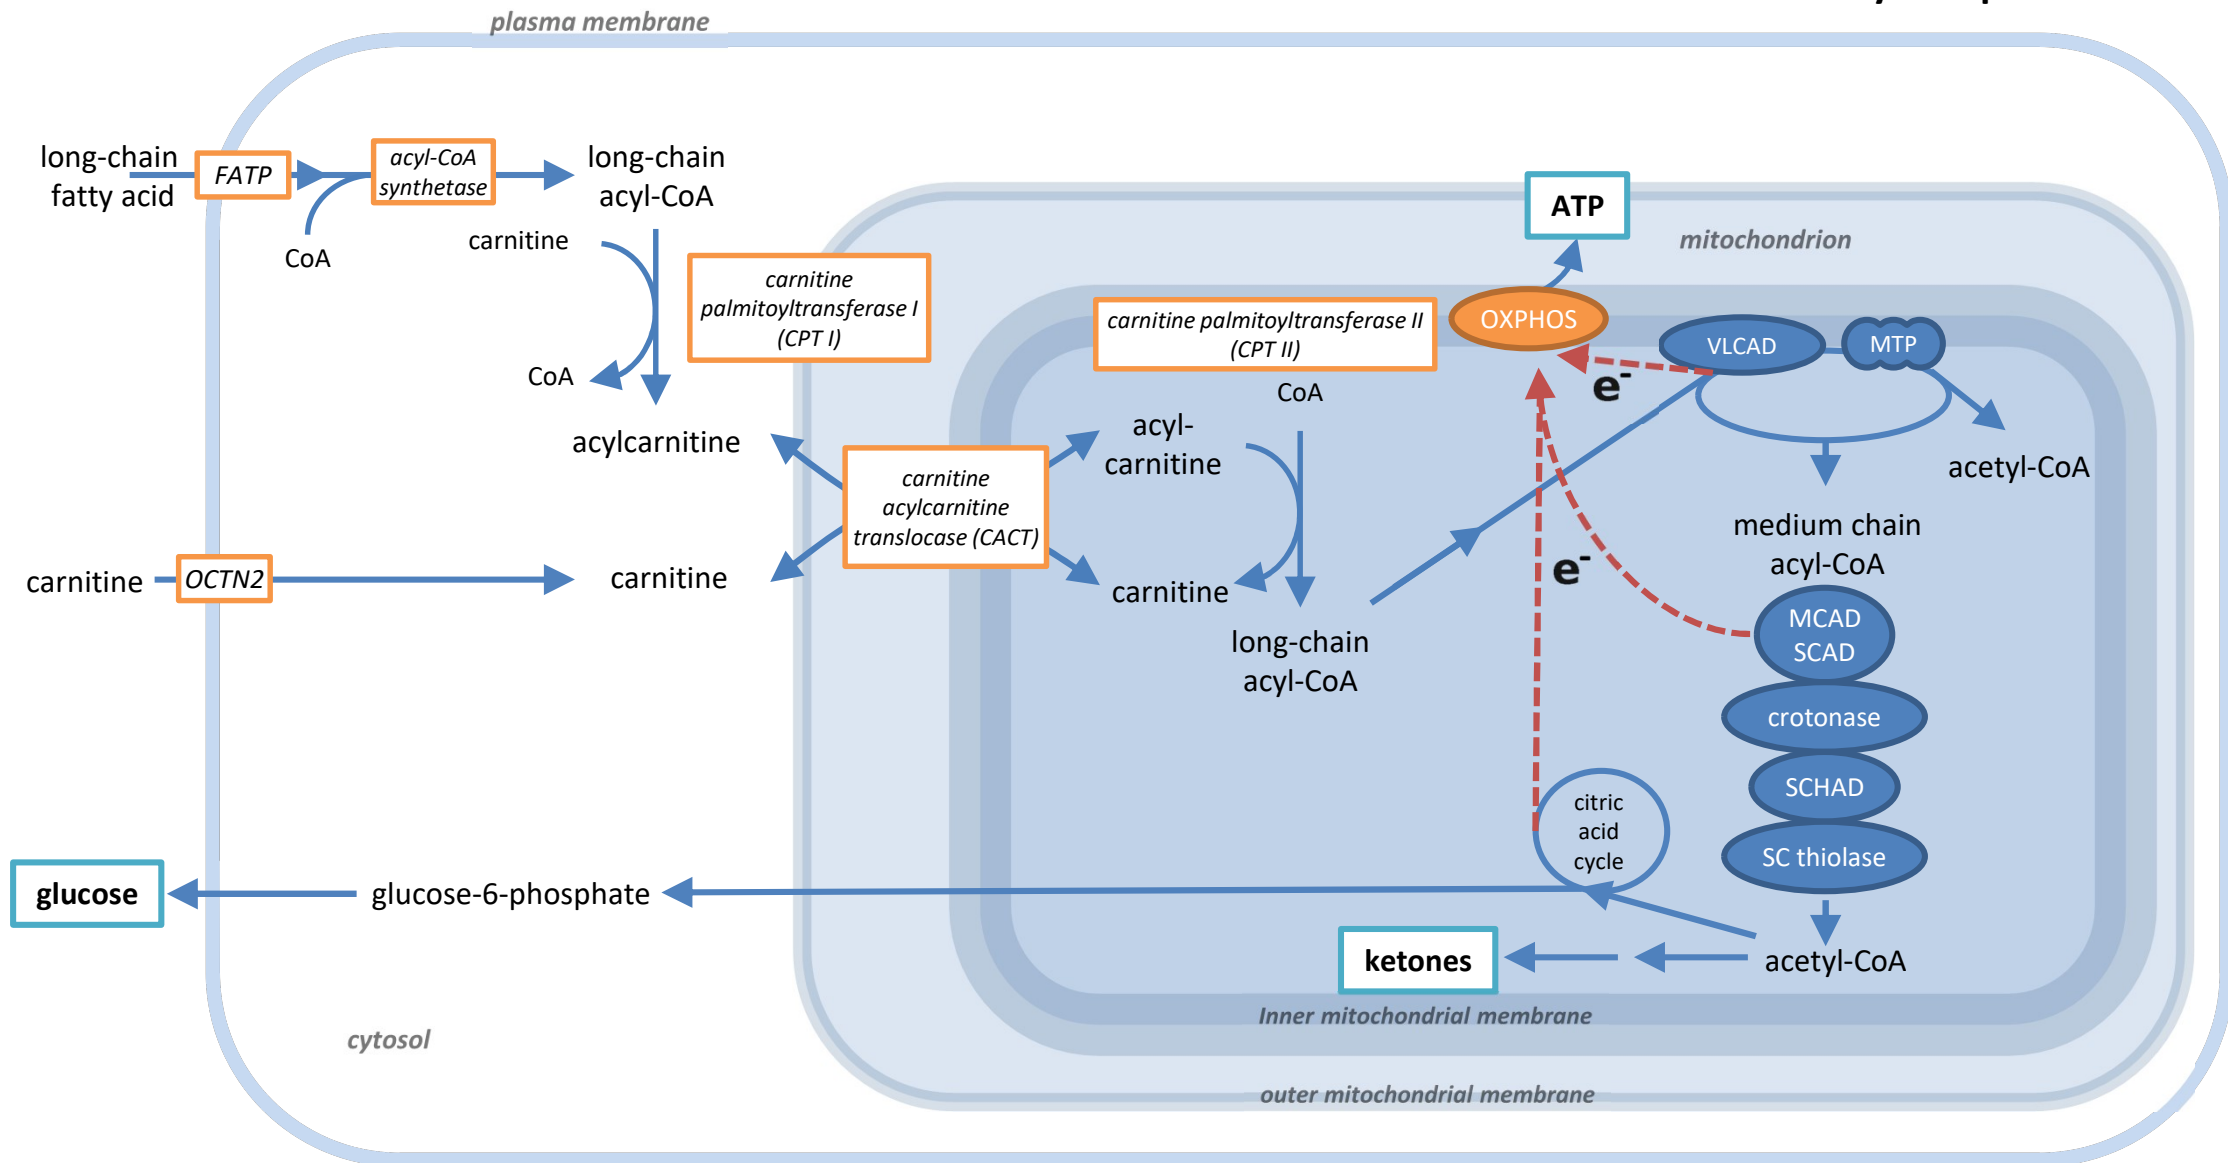 plasma membrane
long-chain
fatty acid
FATP
acyl-CoA
synthetase
long-chain
acyl-CoA
CoA
carnitine
carnitine
palmitoyltransferase I
(CPT I)
CoA
acylcarnitine
carnitine
OCTN2
carnitine
carnitine
acylcarnitine
translocase (CACT)
ATP
mitochondrion
carnitine palmitoyltransferase II
(CPT II)
OXPHOS
VLCAD
MTP
e-
CoA
acyl-
carnitine
carnitine
long-chain
acyl-CoA
acetyl-CoA
medium chain
acyl-CoA
e-
MCAD
SCAD
crotonase
SCHAD
SC thiolase
citric
acid
cycle
acetyl-CoA
ketones
glucose-6-phosphate
glucose
Inner mitochondrial membrane
cytosol
outer mitochondrial membrane